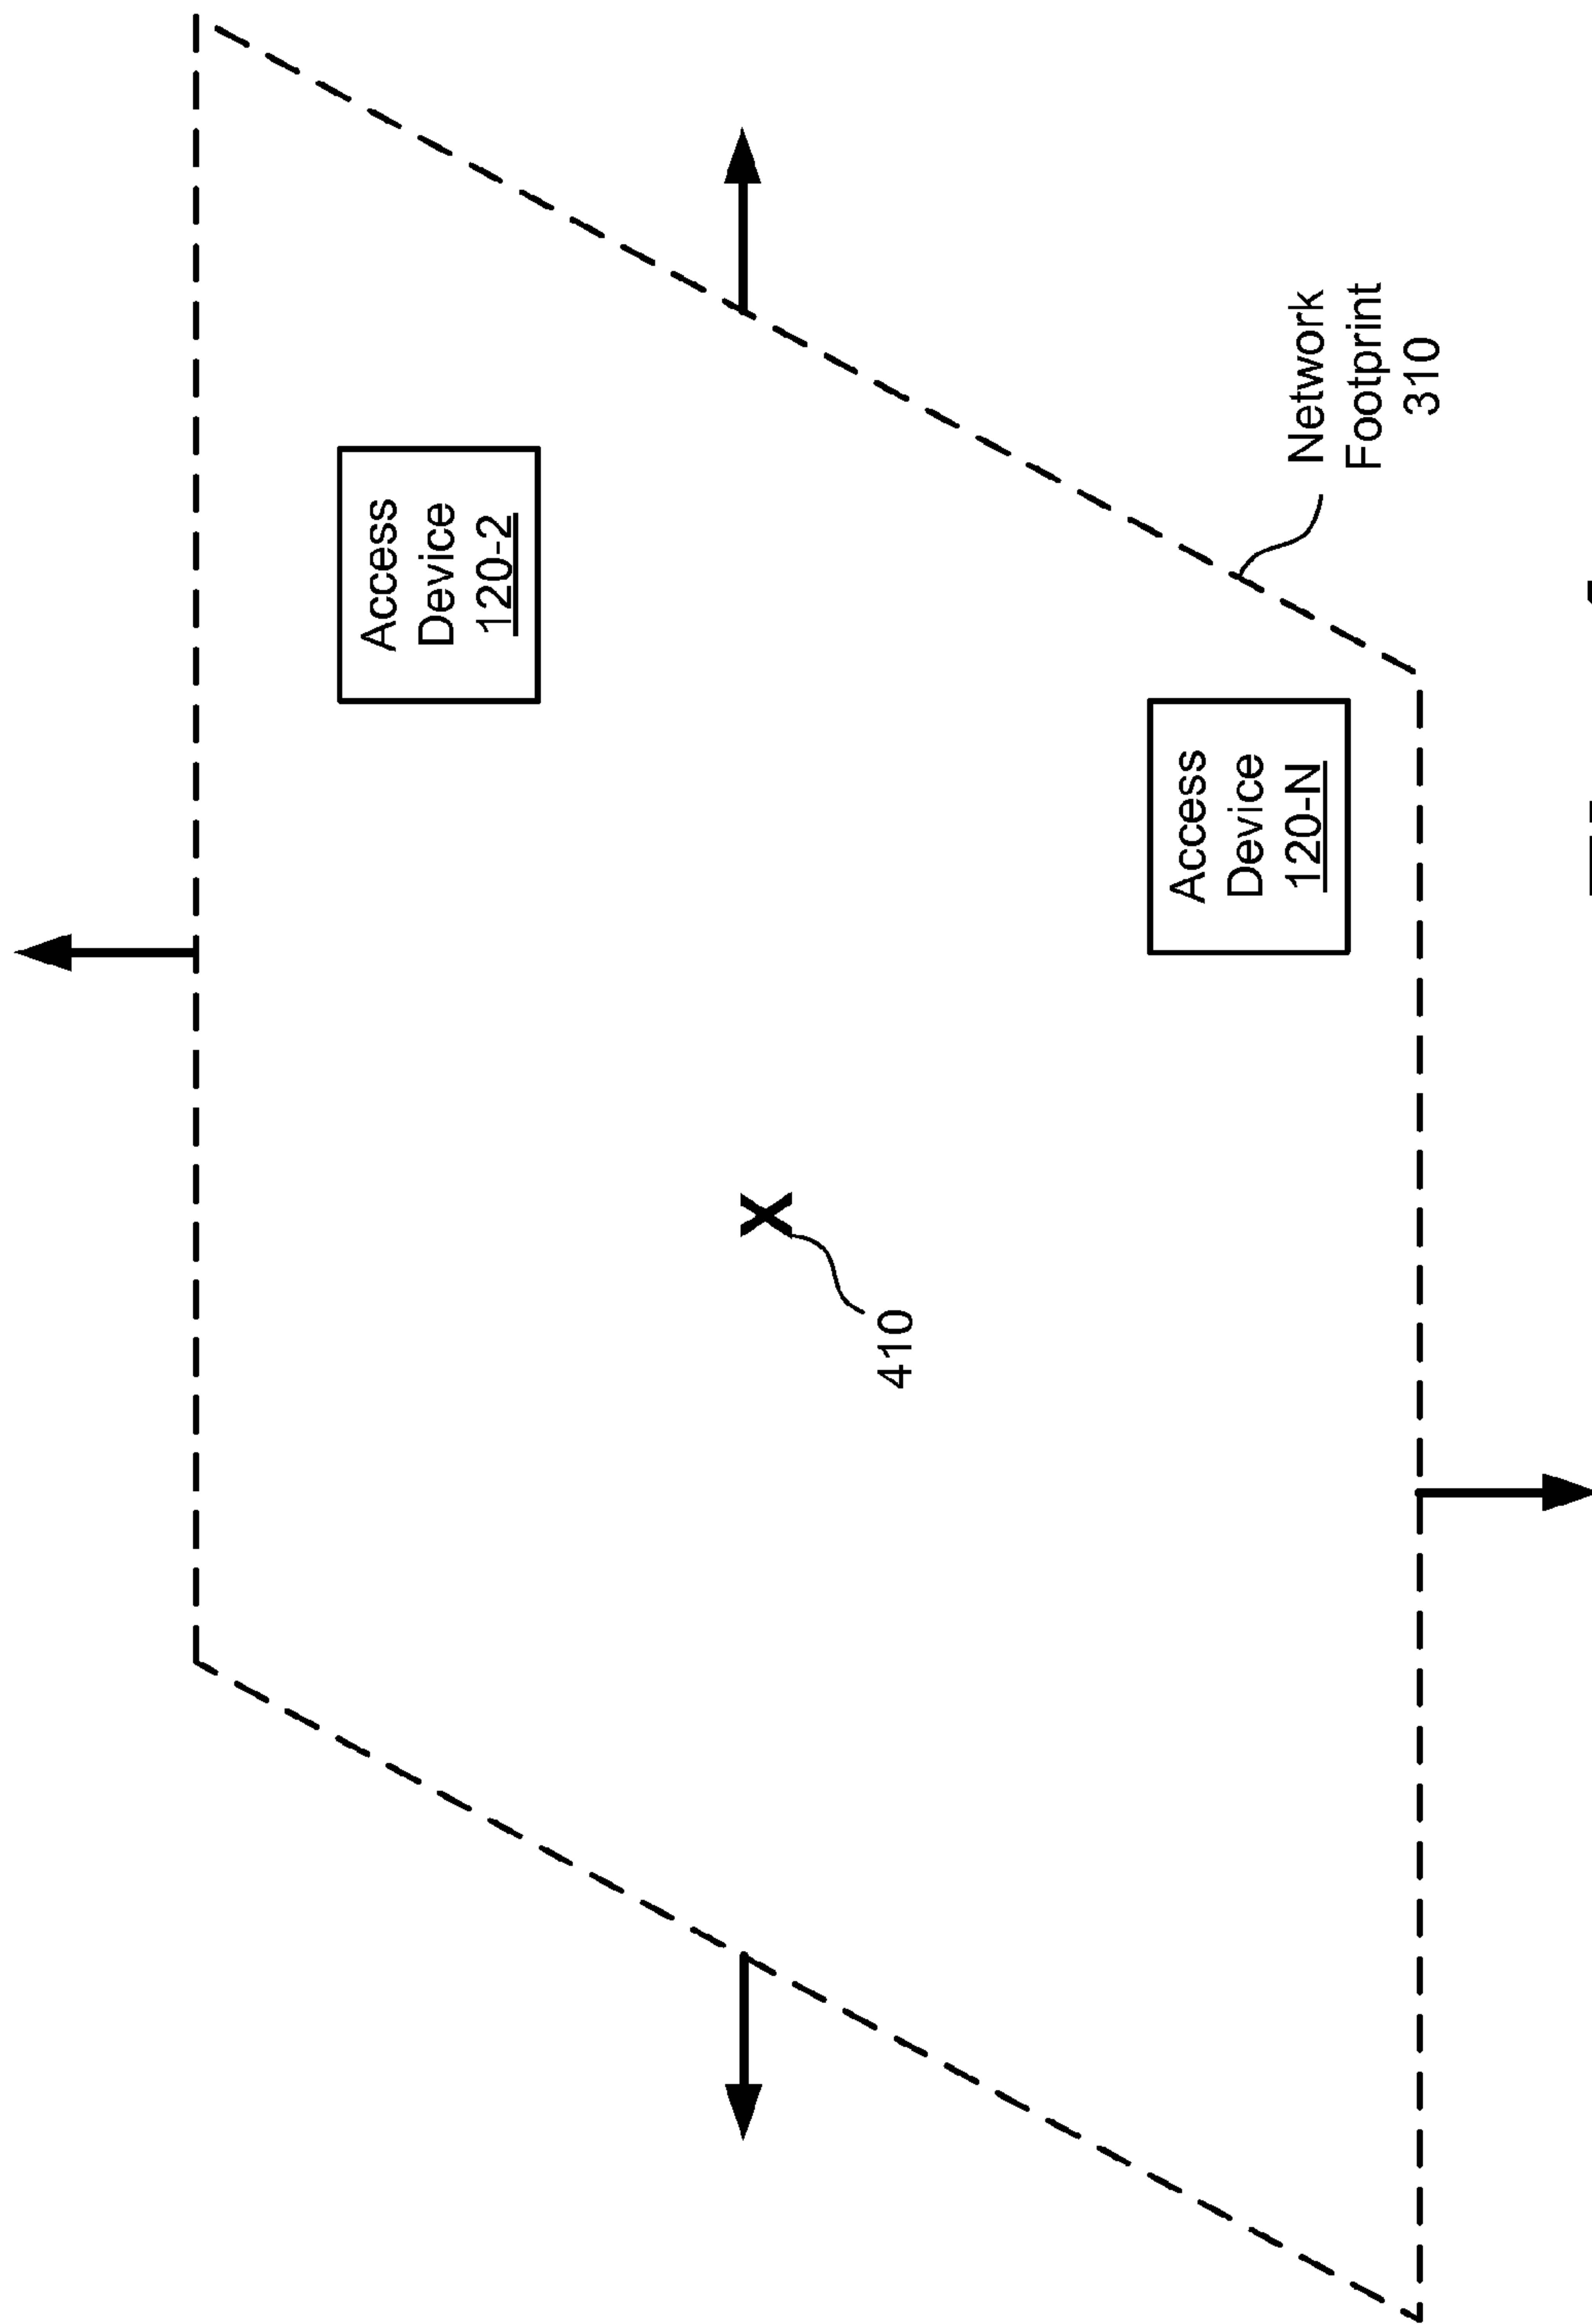 Access
Device
120-2
X
410
Access
Device
120-N
Network
Footprint
310